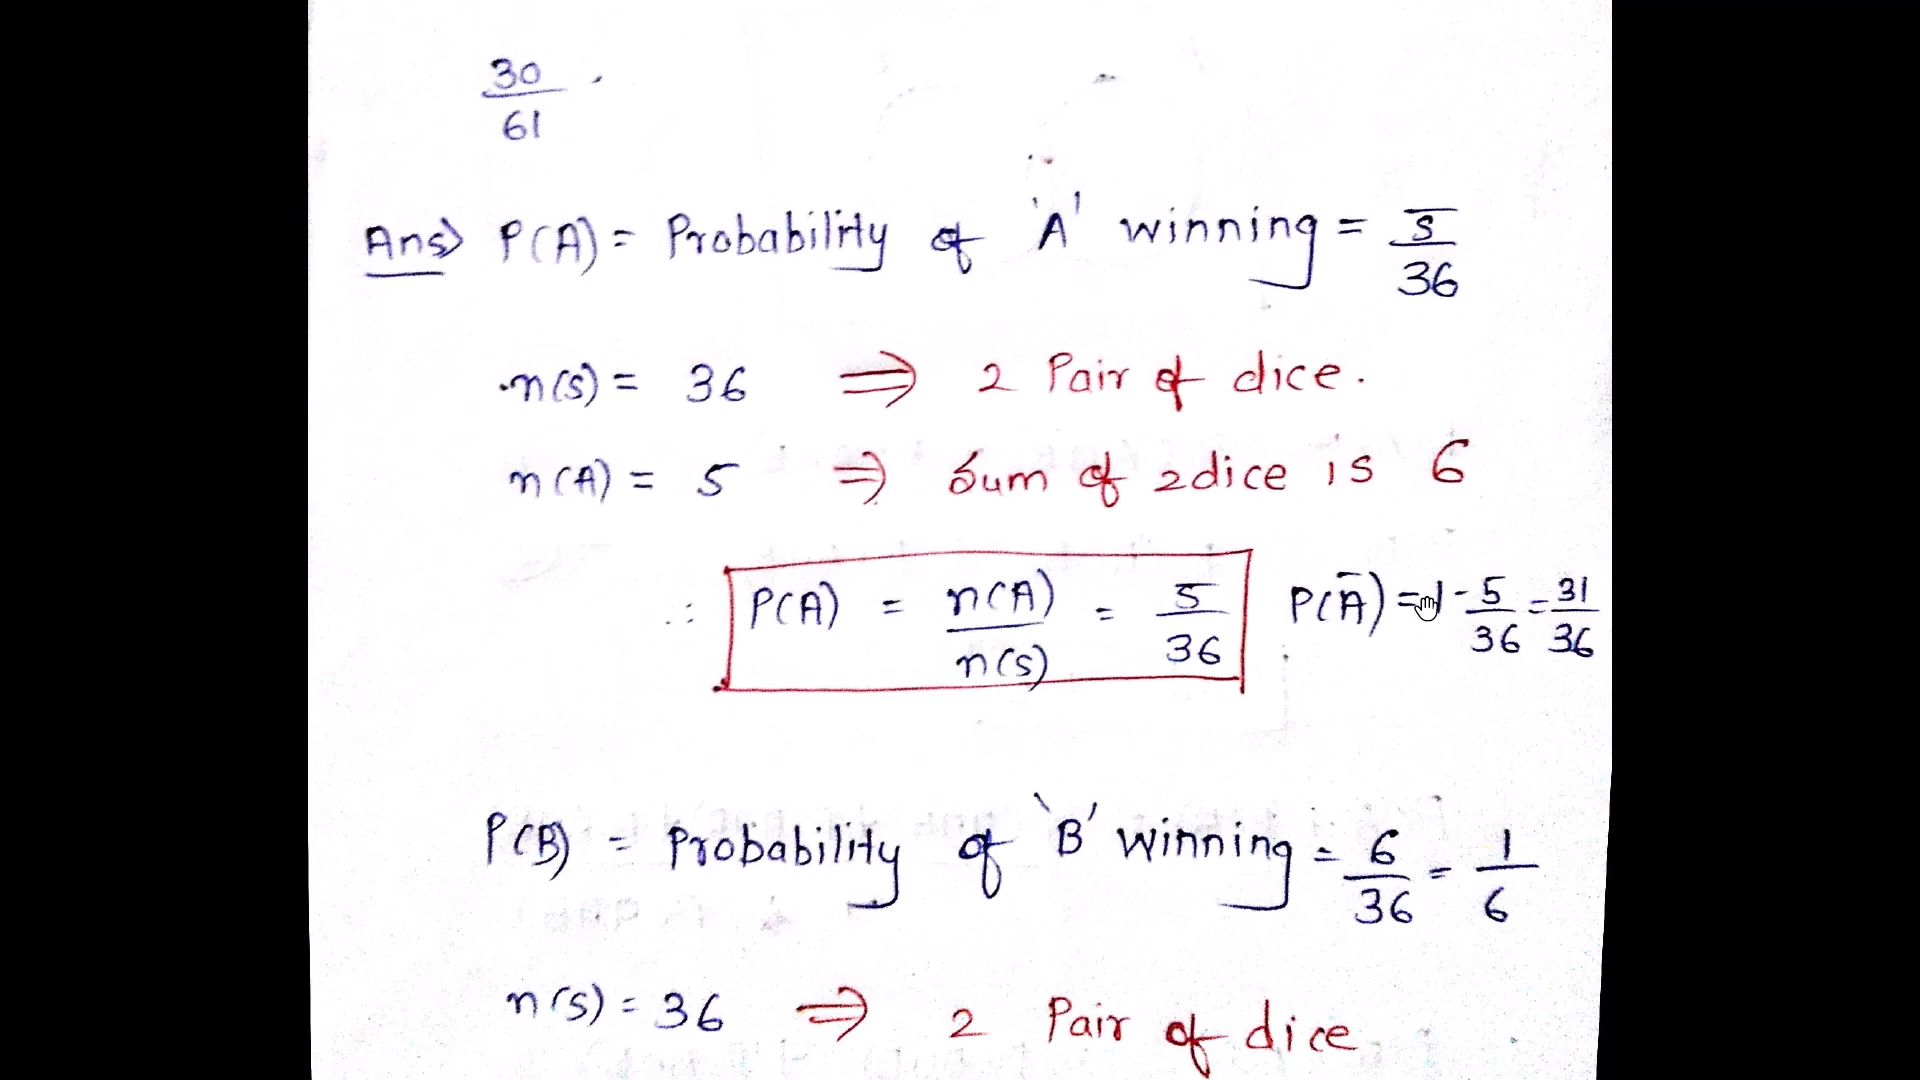 30
61
Ans> P(A) = Probability of 'A' winning = 5/36
n(s) = 36 ⟹ 2 Pair of dice.
n(A) = 5 ⟹ Sum of 2dice is 6
∴ P(A) = n(A)/n(s) = 5/36 P(Ā) = 1 - 5/36 = 31/36
P(B) = Probability of 'B' winning = 6/36 = 1/6
n(s) = 36 ⟹ 2 Pair of dice